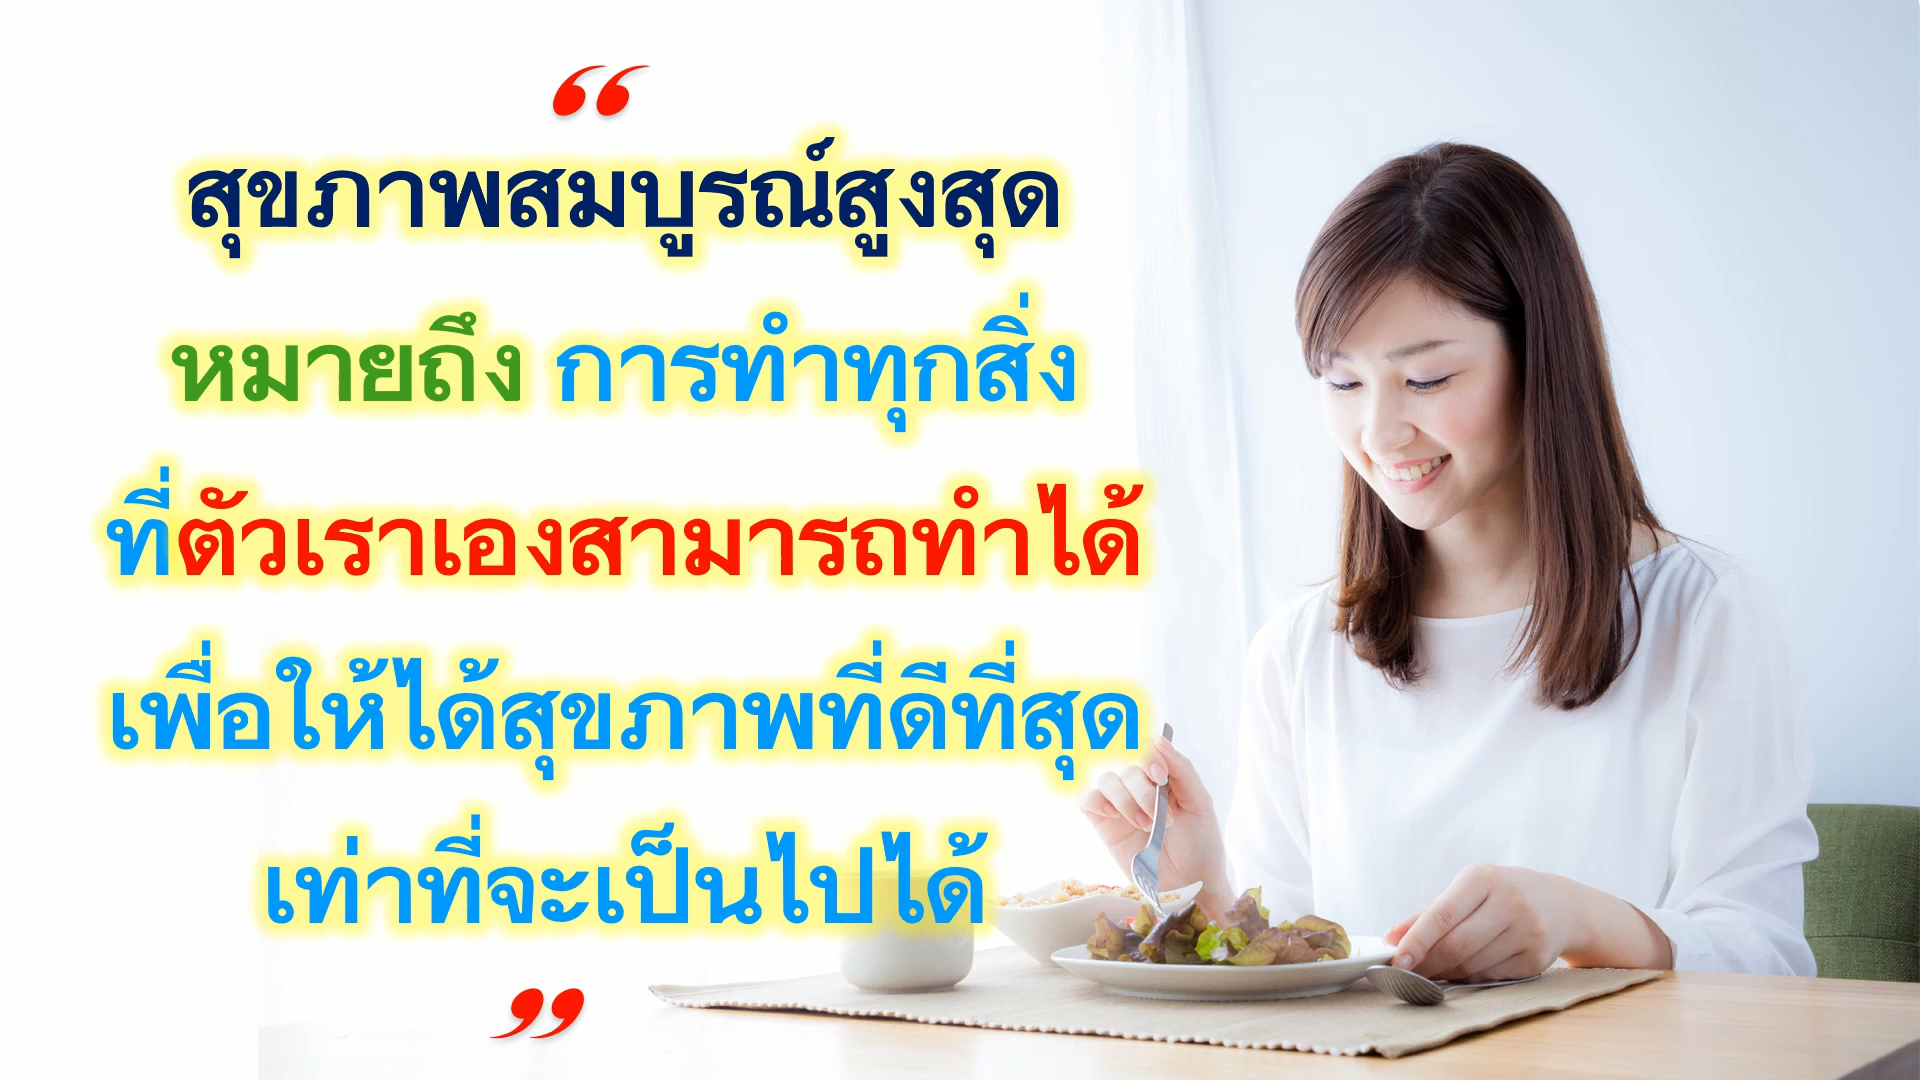 “
สุขภาพสมบูรณ์สูงสุด
หมายถึง การทำทุกสิ่ง
ที่ตัวเราเองสามารถทำได้
เพื่อให้ได้สุขภาพที่ดีที่สุด
เท่าที่จะเป็นไปได้
”